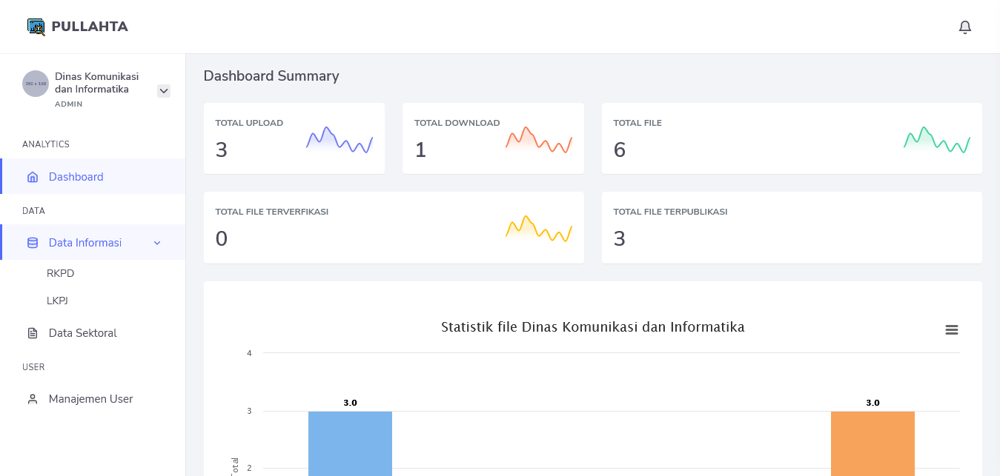 PULLAHTA
150 x 150
Dinas Komunikasi
dan Informatika
ADMIN
ANALYTICS
Dashboard
DATA
Data Informasi
RKPD
LKPJ
Data Sektoral
USER
Manajemen User
Dashboard Summary
TOTAL UPLOAD
3
TOTAL DOWNLOAD
1
TOTAL FILE
6
TOTAL FILE TERVERFIKASI
0
TOTAL FILE TERPUBLIKASI
3
Statistik file Dinas Komunikasi dan Informatika
4
3.0
3.0
3
2
Total